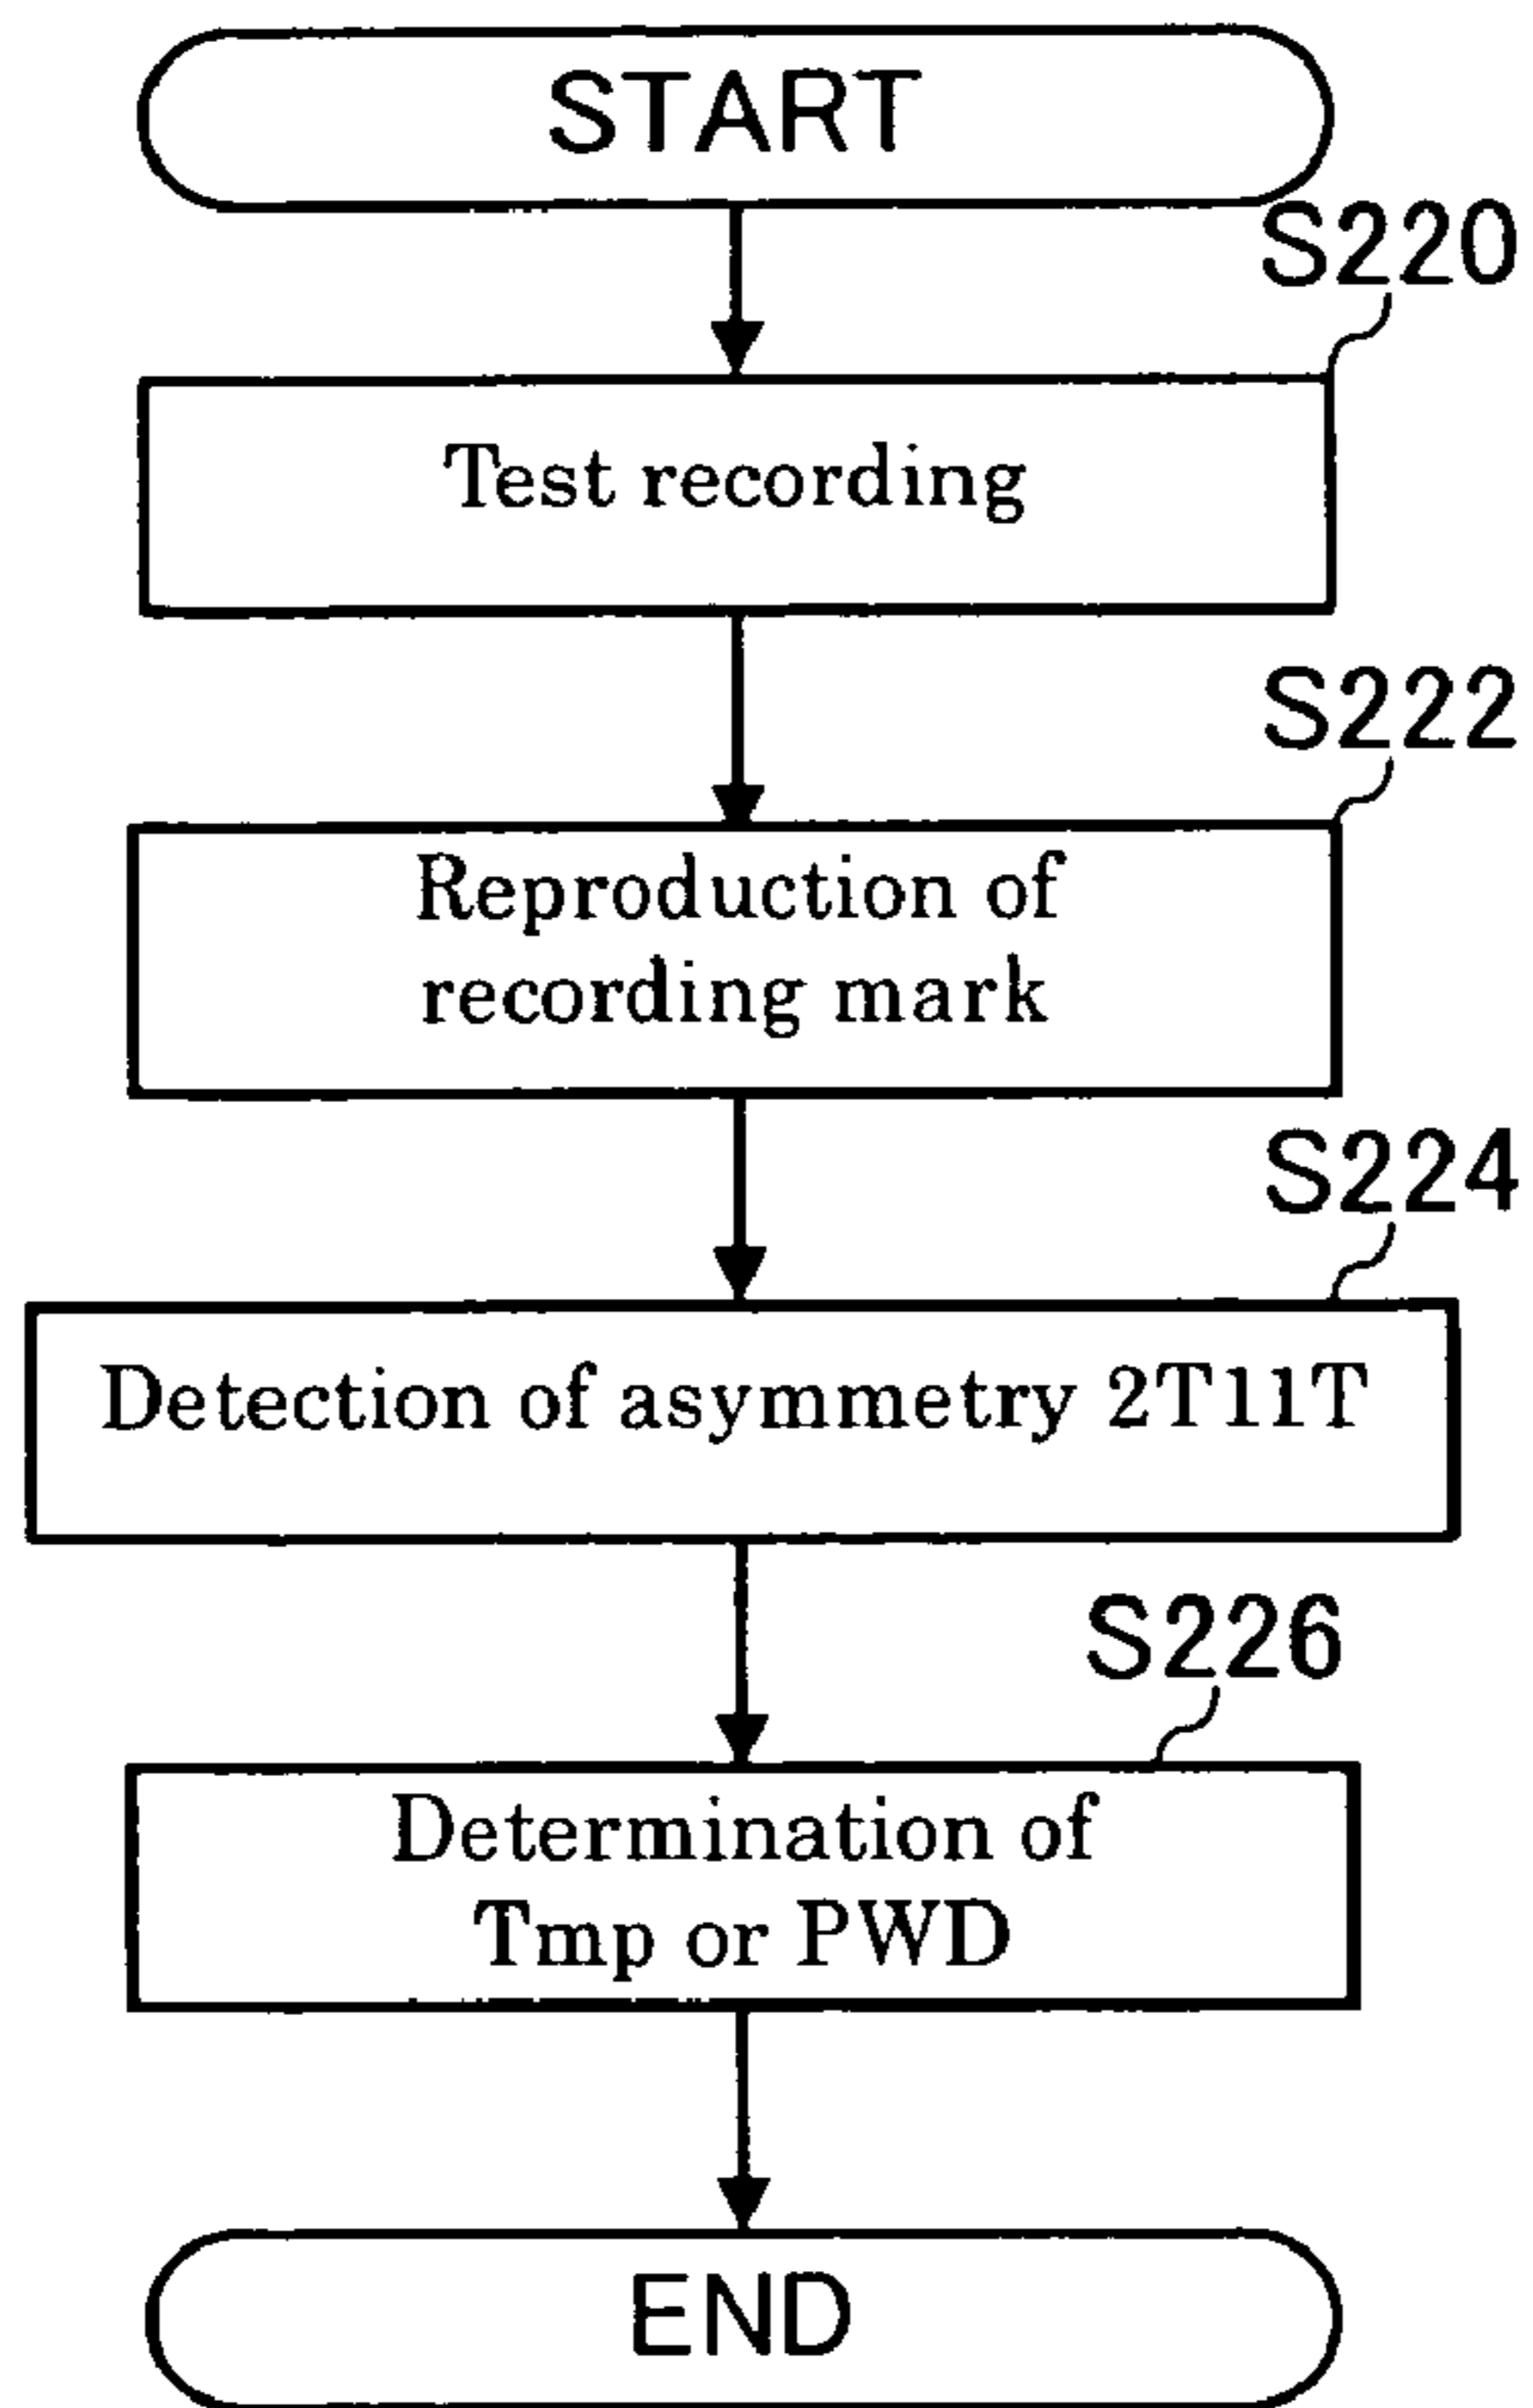 START
S220
Test recording
S222
Reproduction of
recording mark
S224
Detection of asymmetry 2T11T
S226
Determination of
Tmp or PWD
END